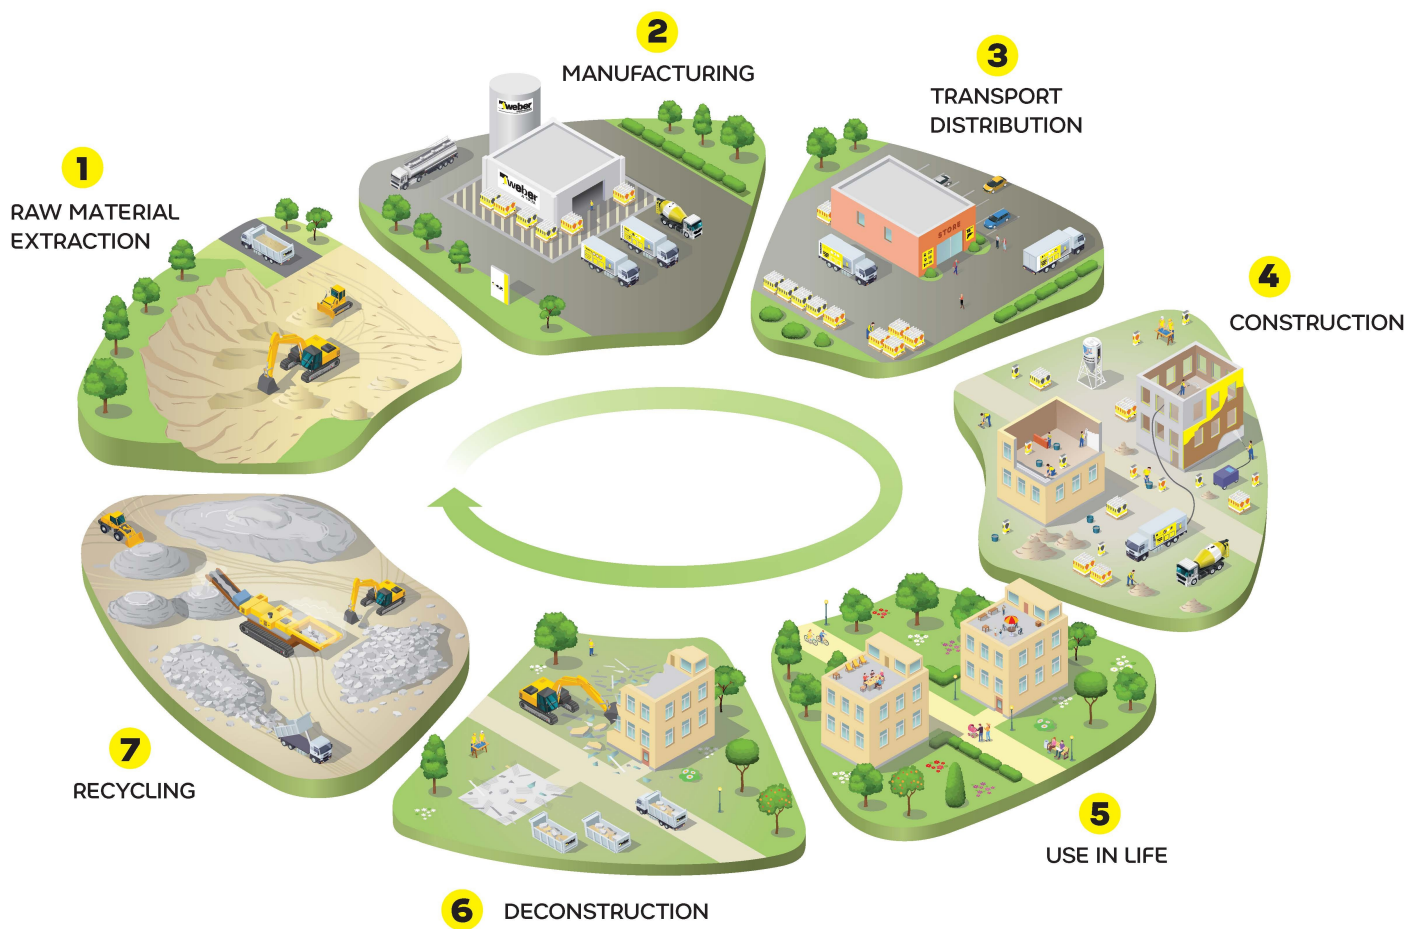 1
RAW MATERIAL
EXTRACTION
2
MANUFACTURING
weber
weber
3
TRANSPORT
DISTRIBUTION
STORE
4
CONSTRUCTION
5
USE IN LIFE
6
DECONSTRUCTION
7
RECYCLING